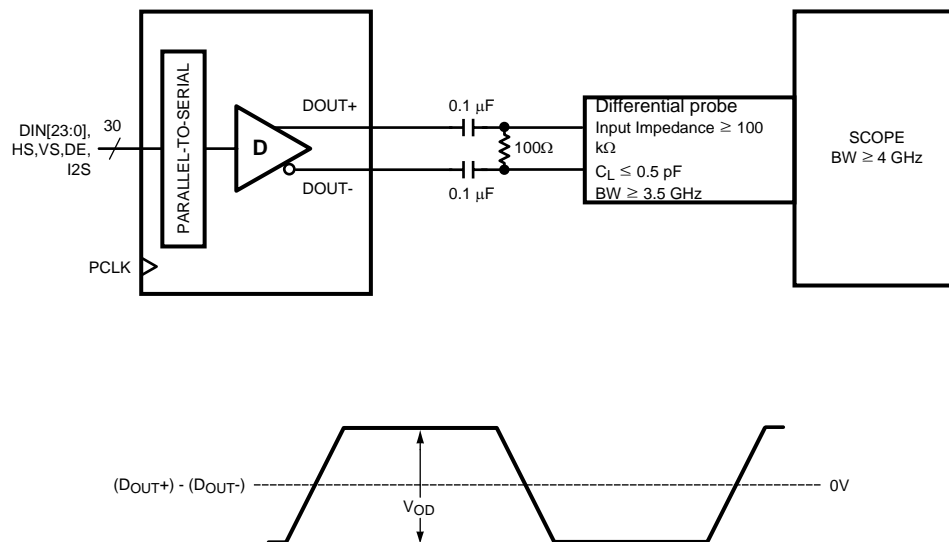 DIN[23:0],
HS,VS,DE,
I2S
30
PARALLEL-TO-SERIAL
D
PCLK
DOUT+
DOUT-
0.1 μF
0.1 μF
100Ω
Differential probe
Input Impedance ≥ 100
kΩ
CL ≤ 0.5 pF
BW ≥ 3.5 GHz
SCOPE
BW ≥ 4 GHz
(DOUT+) - (DOUT-)
VOD
0V